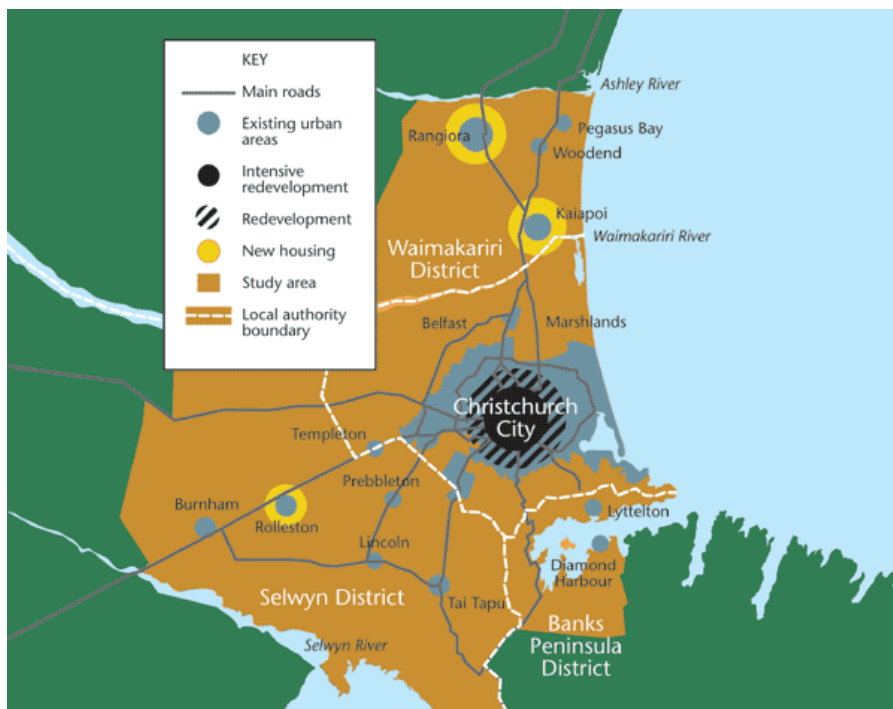 KEY
Main roads
Existing urban
areas
Intensive
redevelopment
Redevelopment
New housing
Study area
Local authority
boundary
Ashley River
Pegasus Bay
Rangiora
Woodend
Kaiapoi
Waimakariri River
Waimakariri
District
Belfast
Marshlands
Christchurch
City
Templeton
Prebbleton
Burnham
Rolleston
Lyttelton
Lincoln
Diamond
Harbour
Tai Tapu
Selwyn District
Banks
Peninsula
District
Selwyn River